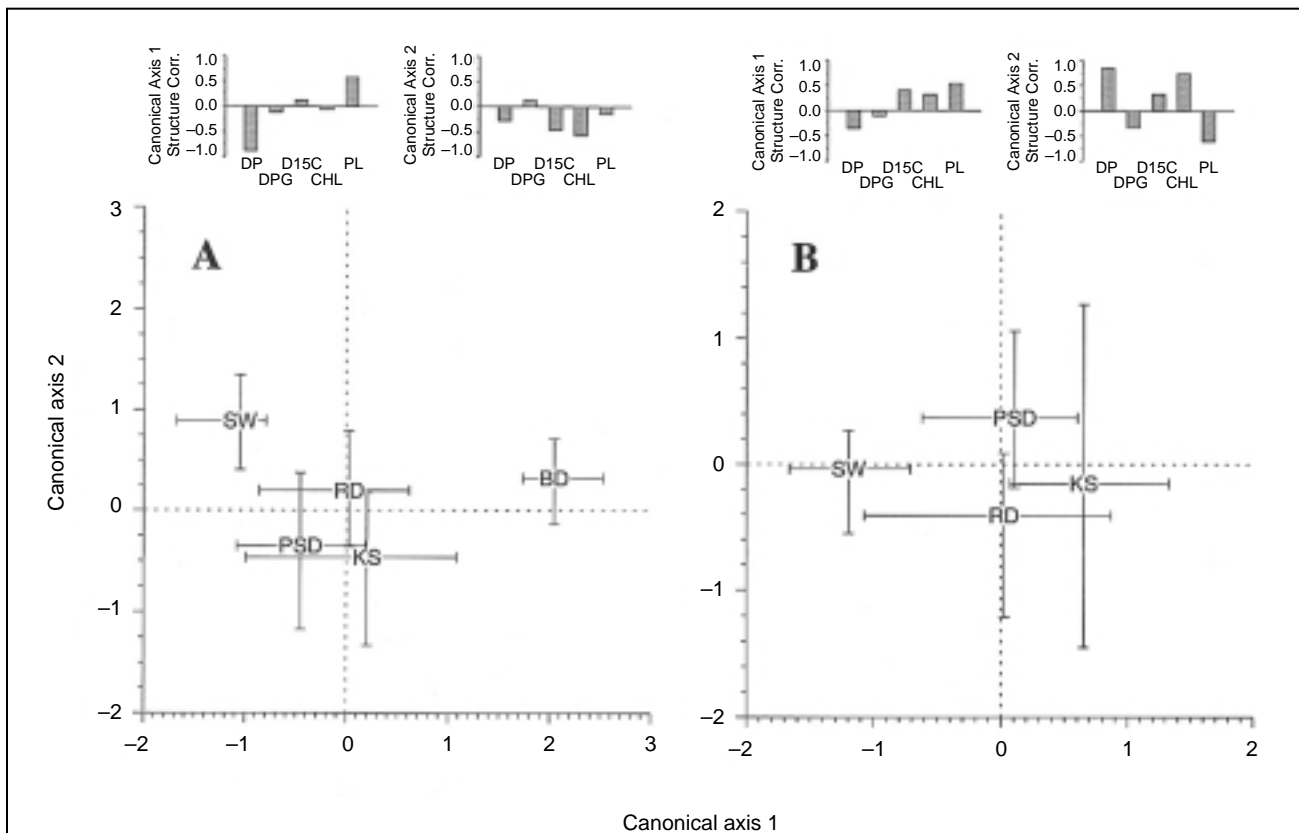 Canonical Axis 1
Structure Corr.
1.0
0.5
0.0
–0.5
–1.0
DP D15C PL
DPG CHL
Canonical Axis 2
Structure Corr.
1.0
0.5
0.0
–0.5
–1.0
DP D15C PL
DPG CHL
Canonical Axis 1
Structure Corr.
1.0
0.5
0.0
–0.5
–1.0
DP D15C PL
DPG CHL
Canonical Axis 2
Structure Corr.
1.0
0.5
0.0
–0.5
–1.0
DP D15C PL
DPG CHL
Canonical axis 2
A
3
2
1
0
–1
–2
SW
RD
BD
PSD
KS
–2 –1 0 1 2 3
B
2
1
0
–1
–2
PSD
SW
KS
RD
–2 –1 0 1 2
Canonical axis 1